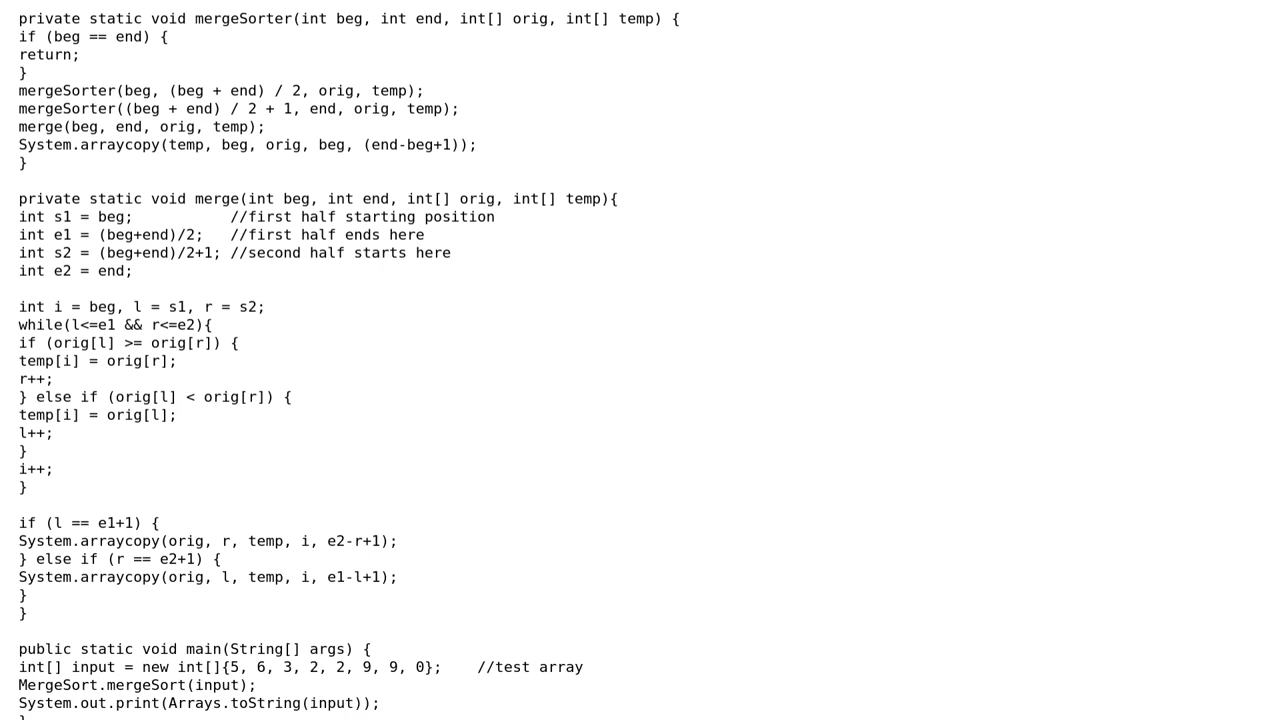 private static void mergeSorter(int beg, int end, int[] orig, int[] temp) {
if (beg == end) {
return;
}
mergeSorter(beg, (beg + end) / 2, orig, temp);
mergeSorter((beg + end) / 2 + 1, end, orig, temp);
merge(beg, end, orig, temp);
System.arraycopy(temp, beg, orig, beg, (end-beg+1));
}

private static void merge(int beg, int end, int[] orig, int[] temp){
int s1 = beg;           //first half starting position
int e1 = (beg+end)/2;   //first half ends here
int s2 = (beg+end)/2+1; //second half starts here
int e2 = end;

int i = beg, l = s1, r = s2;
while(l<=e1 && r<=e2){
if (orig[l] >= orig[r]) {
temp[i] = orig[r];
r++;
} else if (orig[l] < orig[r]) {
temp[i] = orig[l];
l++;
}
i++;
}

if (l == e1+1) {
System.arraycopy(orig, r, temp, i, e2-r+1);
} else if (r == e2+1) {
System.arraycopy(orig, l, temp, i, e1-l+1);
}
}

public static void main(String[] args) {
int[] input = new int[]{5, 6, 3, 2, 2, 9, 9, 0};    //test array
MergeSort.mergeSort(input);
System.out.print(Arrays.toString(input));
}